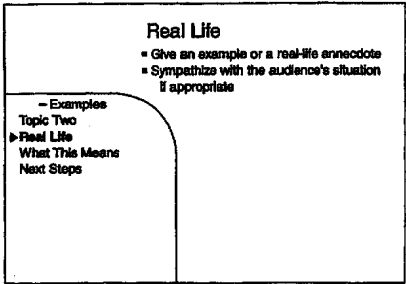 Real Life
▪ Give an example or a real-life annecdote
▪ Sympathize with the audience's situation
if appropriate
– Examples
Topic Two
▶Real Life
What This Means
Next Steps